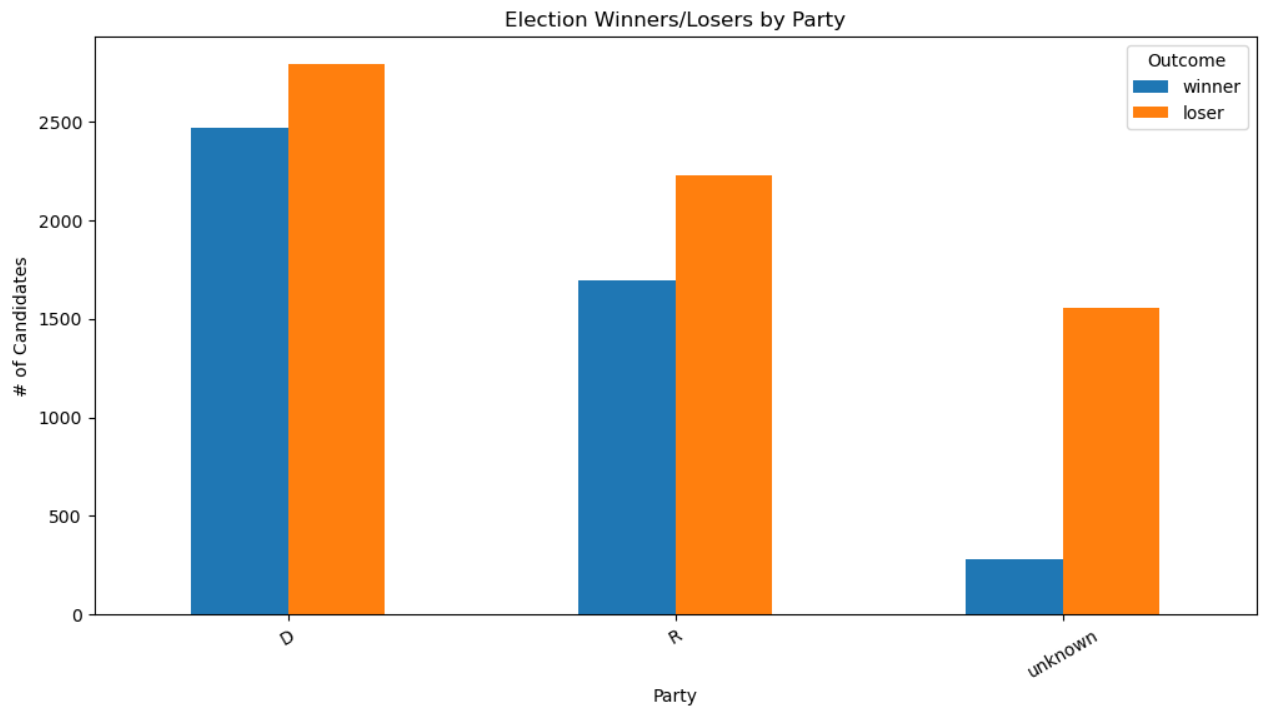 Election Winners/Losers by Party
Outcome
winner
loser
# of Candidates
2500
2000
1500
1000
500
0
D
R
unknown
Party